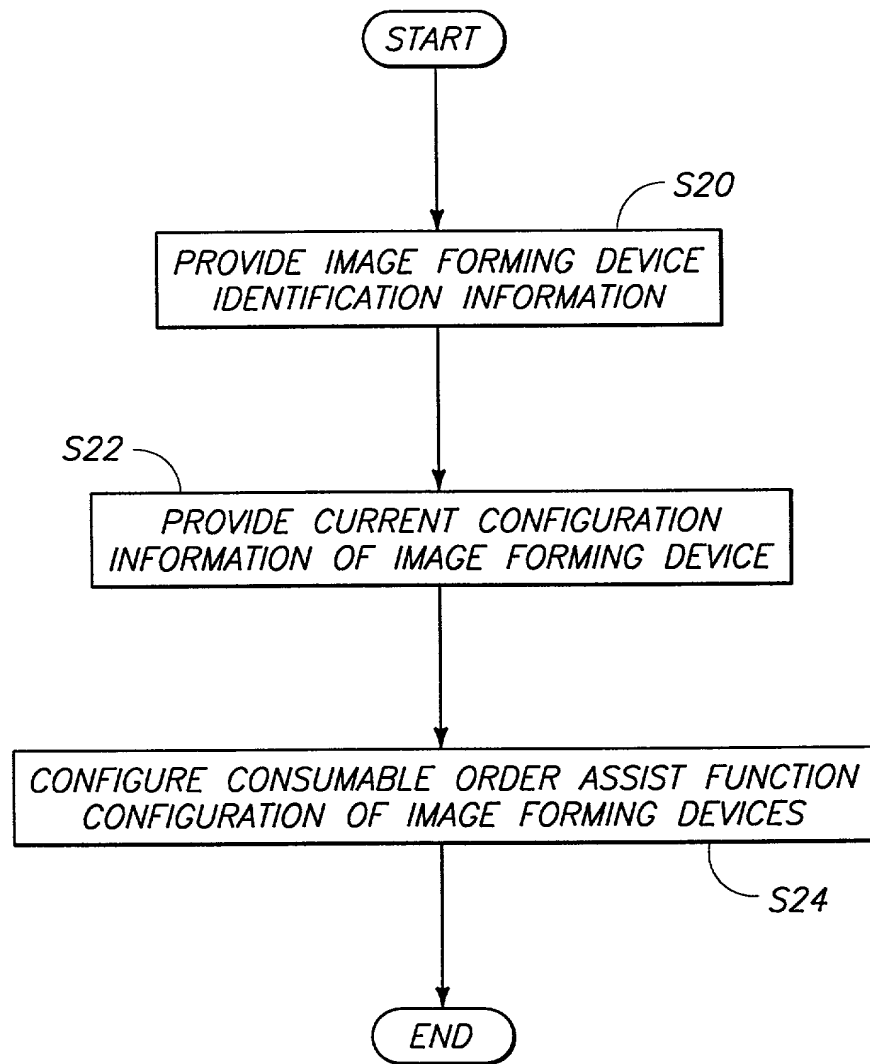 START
S20
PROVIDE IMAGE FORMING DEVICE
IDENTIFICATION INFORMATION
S22
PROVIDE CURRENT CONFIGURATION
INFORMATION OF IMAGE FORMING DEVICE
CONFIGURE CONSUMABLE ORDER ASSIST FUNCTION
CONFIGURATION OF IMAGE FORMING DEVICES
S24
END